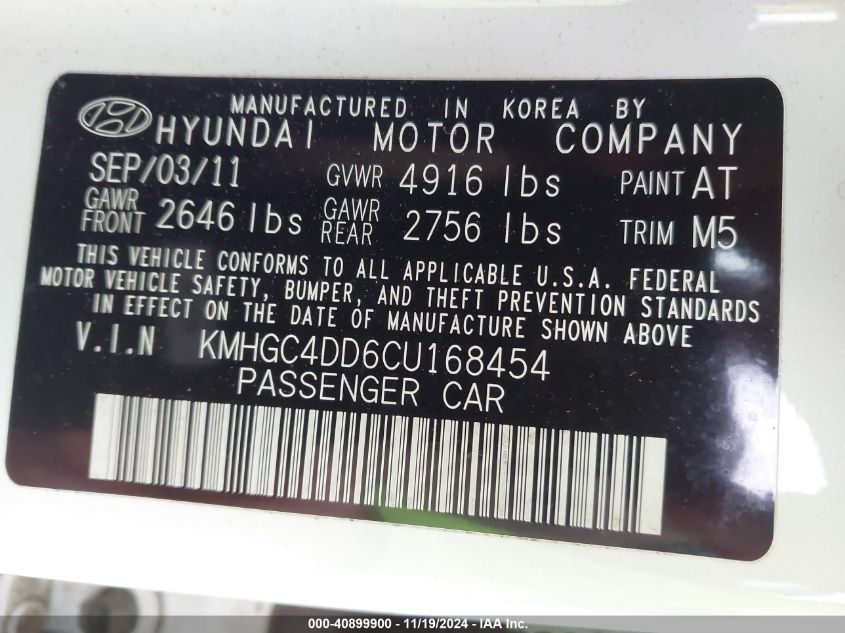 MANUFACTURED IN KOREA BY
HYUNDAI MOTOR COMPANY
SEP/03/11 GVWR 4916 lbs PAINT AT
GAWR FRONT 2646 lbs GAWR REAR 2756 lbs TRIM M5
THIS VEHICLE CONFORMS TO ALL APPLICABLE U.S.A. FEDERAL
MOTOR VEHICLE SAFETY, BUMPER, AND THEFT PREVENTION STANDARDS
IN EFFECT ON THE DATE OF MANUFACTURE SHOWN ABOVE
V.I.N KMHGC4DD6CU168454
PASSENGER CAR
000-40899900 - 11/19/2024 - IAA Inc.